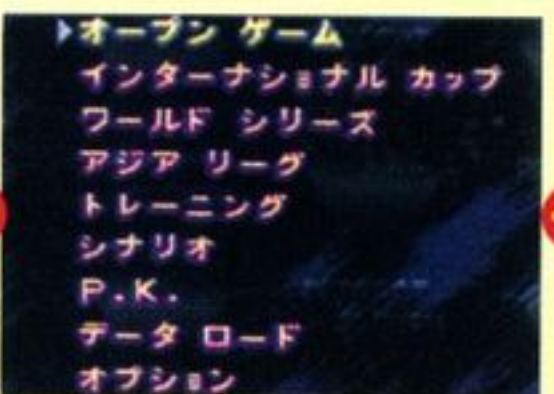 オープン ゲーム
インターナショナル カップ
ワールド シリーズ
アジア リーグ
トレーニング
シナリオ
P.K.
データ ロード
オプション